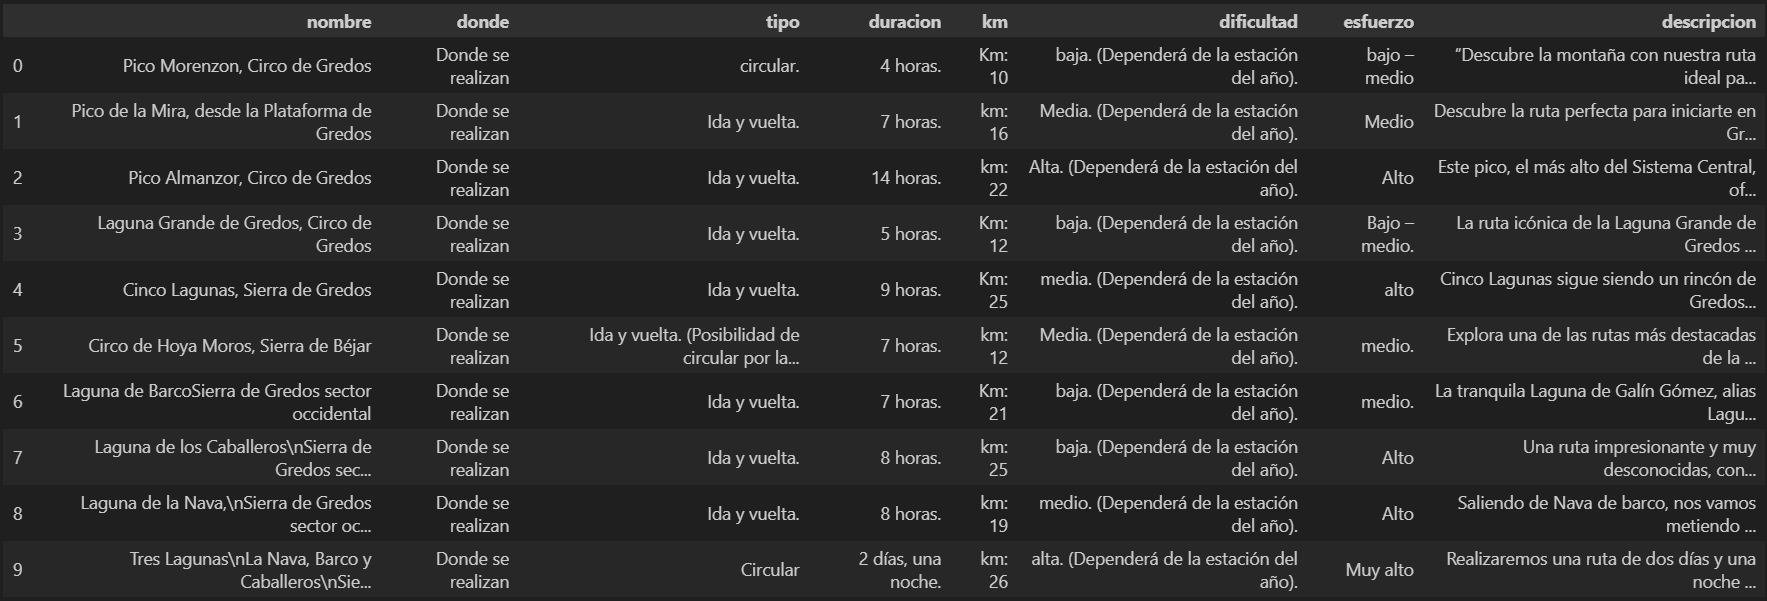 nombre donde tipo duracion km dificultad esfuerzo descripcion
0 Pico Morenzon, Circo de Gredos Donde se realizan circular. 4 horas. Km: 10 baja. (Dependerá de la estación del año). bajo – medio “Descubre la montaña con nuestra ruta ideal pa...
1 Pico de la Mira, desde la Plataforma de Gredos Donde se realizan Ida y vuelta. 7 horas. km: 16 Media. (Dependerá de la estación del año). Medio Descubre la ruta perfecta para iniciarte en Gr...
2 Pico Almanzor, Circo de Gredos Donde se realizan Ida y vuelta. 14 horas. km: 22 Alta. (Dependerá de la estación del año). Alto Este pico, el más alto del Sistema Central, of...
3 Laguna Grande de Gredos, Circo de Gredos Donde se realizan Ida y vuelta. 5 horas. Km: 12 baja. (Dependerá de la estación del año). Bajo – medio. La ruta icónica de la Laguna Grande de Gredos ...
4 Cinco Lagunas, Sierra de Gredos Donde se realizan Ida y vuelta. 9 horas. Km: 25 media. (Dependerá de la estación del año). alto Cinco Lagunas sigue siendo un rincón de Gredos...
5 Circo de Hoya Moros, Sierra de Béjar Donde se realizan Ida y vuelta. (Posibilidad de circular por la... 7 horas. km: 12 Media. (Dependerá de la estación del año). medio. Explora una de las rutas más destacadas de la ...
6 Laguna de BarcoSierra de Gredos sector occidental Donde se realizan Ida y vuelta. 7 horas. Km: 21 baja. (Dependerá de la estación del año). medio. La tranquila Laguna de Galín Gómez, alias Lagu...
7 Laguna de los Caballeros\nSierra de Gredos sec... Donde se realizan Ida y vuelta. 8 horas. km: 25 baja. (Dependerá de la estación del año). Alto Una ruta impresionante y muy desconocidas, con...
8 Laguna de la Nava,\nSierra de Gredos sector oc... Donde se realizan Ida y vuelta. 8 horas. km: 19 medio. (Dependerá de la estación del año). Alto Saliendo de Nava de barco, nos vamos metiendo ...
9 Tres Lagunas\nLa Nava, Barco y Caballeros\nSie... Donde se realizan Circular 2 días, una noche. km: 26 alta. (Dependerá de la estación del año). Muy alto Realizaremos una ruta de dos días y una noche ...